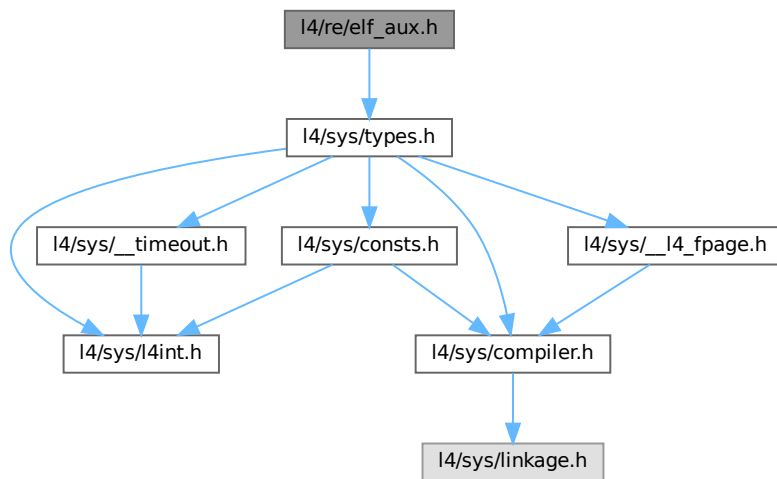 l4/re/elf_aux.h
l4/sys/types.h
l4/sys/__timeout.h
l4/sys/consts.h
l4/sys/__l4_fpage.h
l4/sys/l4int.h
l4/sys/compiler.h
l4/sys/linkage.h